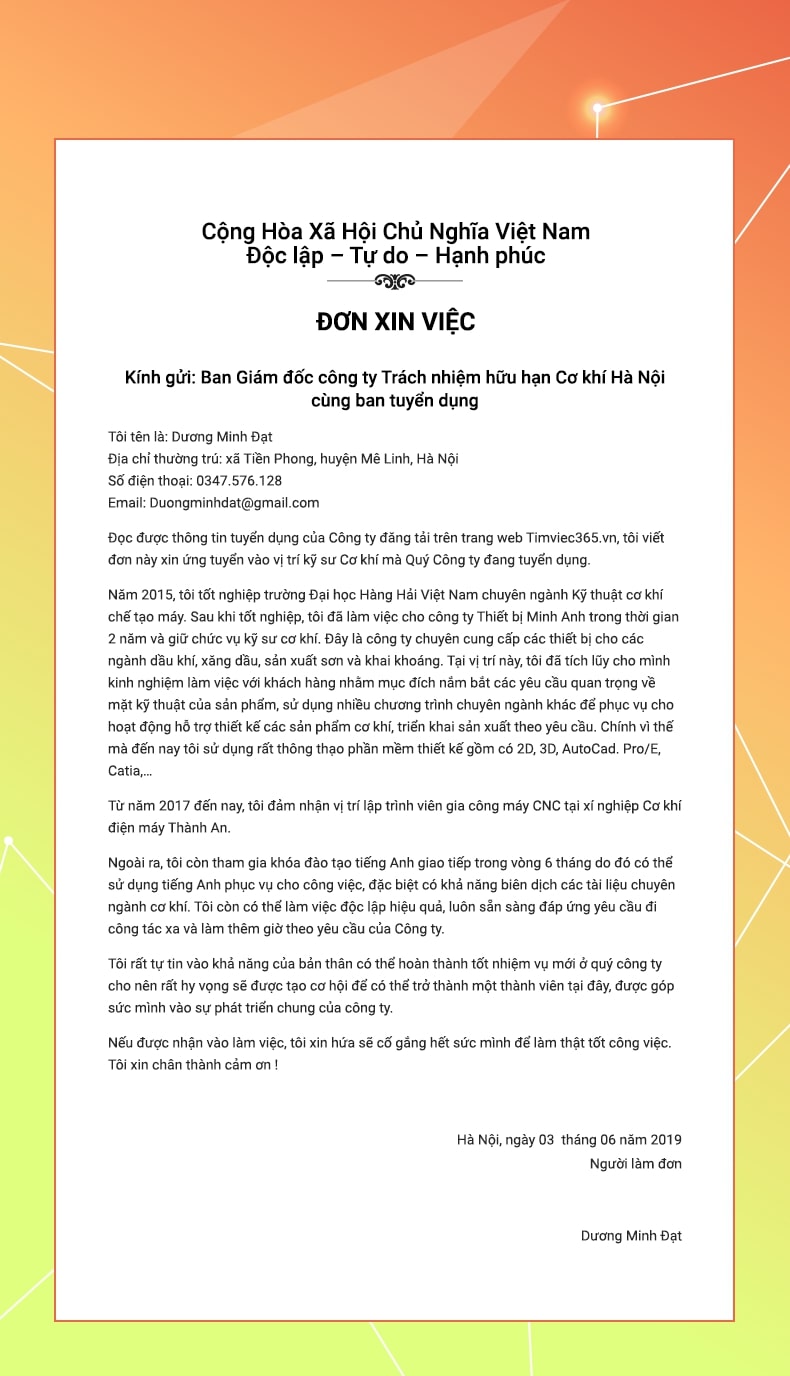 Cộng Hòa Xã Hội Chủ Nghĩa Việt Nam
Độc lập – Tự do – Hạnh phúc
ĐƠN XIN VIỆC
Kính gửi: Ban Giám đốc công ty Trách nhiệm hữu hạn Cơ khí Hà Nội
cùng ban tuyển dụng
Tôi tên là: Dương Minh Đạt
Địa chỉ thường trú: xã Tiền Phong, huyện Mê Linh, Hà Nội
Số điện thoại: 0347.576.128
Email: Duongminhdat@gmail.com
Đọc được thông tin tuyển dụng của Công ty đăng tải trên trang web Timviec365.vn, tôi viết
đơn này xin ứng tuyển vào vị trí kỹ sư Cơ khí mà Quý Công ty đang tuyển dụng.
Năm 2015, tôi tốt nghiệp trường Đại học Hàng Hải Việt Nam chuyên ngành Kỹ thuật cơ khí
chế tạo máy. Sau khi tốt nghiệp, tôi đã làm việc cho công ty Thiết bị Minh Anh trong thời gian
2 năm và giữ chức vụ kỹ sư cơ khí. Đây là công ty chuyên cung cấp các thiết bị cho các
ngành dầu khí, xăng dầu, sản xuất sơn và khai khoáng. Tại vị trí này, tôi đã tích lũy cho mình
kinh nghiệm làm việc với khách hàng nhằm mục đích nắm bắt các yêu cầu quan trọng về
mặt kỹ thuật của sản phẩm, sử dụng nhiều chương trình chuyên ngành khác để phục vụ cho
hoạt động hỗ trợ thiết kế các sản phẩm cơ khí, triển khai sản xuất theo yêu cầu. Chính vì thế
mà đến nay tôi sử dụng rất thông thạo phần mềm thiết kế gồm có 2D, 3D, AutoCad. Pro/E,
Catia,…
Từ năm 2017 đến nay, tôi đảm nhận vị trí lập trình viên gia công máy CNC tại xí nghiệp Cơ khí
điện máy Thành An.
Ngoài ra, tôi còn tham gia khóa đào tạo tiếng Anh giao tiếp trong vòng 6 tháng do đó có thể
sử dụng tiếng Anh phục vụ cho công việc, đặc biệt có khả năng biên dịch các tài liệu chuyên
ngành cơ khí. Tôi còn có thể làm việc độc lập hiệu quả, luôn sẵn sàng đáp ứng yêu cầu đi
công tác xa và làm thêm giờ theo yêu cầu của Công ty.
Tôi rất tự tin vào khả năng của bản thân có thể hoàn thành tốt nhiệm vụ mới ở quý công ty
cho nên rất hy vọng sẽ được tạo cơ hội để có thể trở thành một thành viên tại đây, được góp
sức mình vào sự phát triển chung của công ty.
Nếu được nhận vào làm việc, tôi xin hứa sẽ cố gắng hết sức mình để làm thật tốt công việc.
Tôi xin chân thành cảm ơn !
Hà Nội, ngày 03 tháng 06 năm 2019
Người làm đơn
Dương Minh Đạt